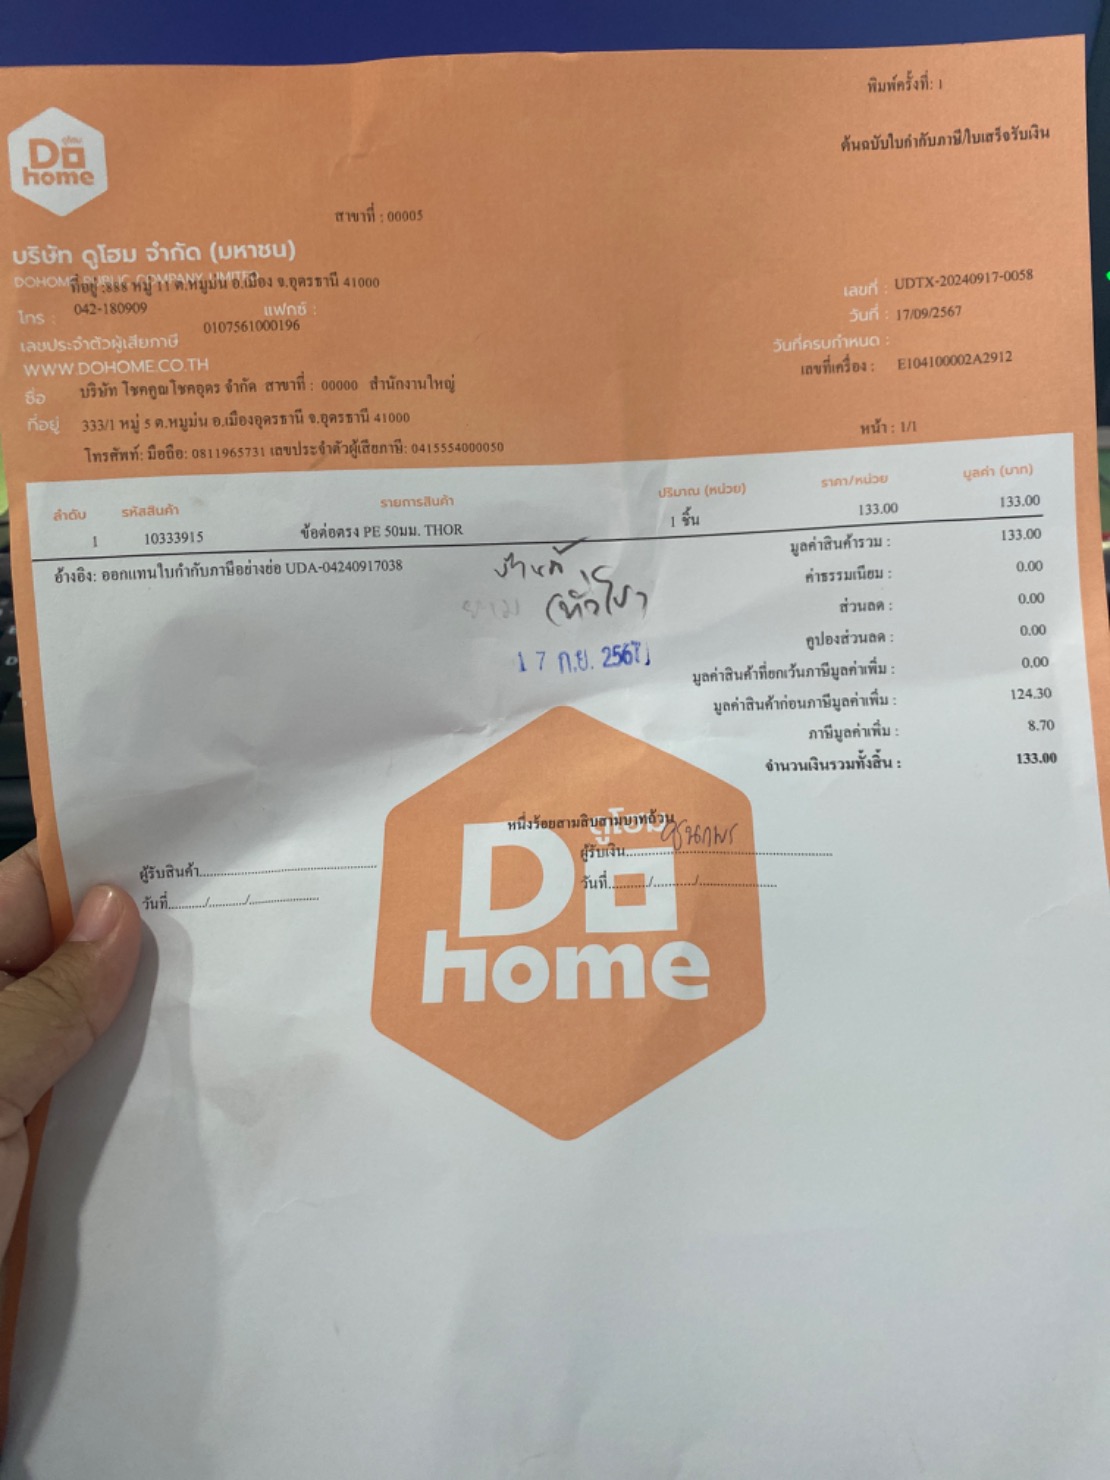 พิมพ์ครั้งที่: 1
ต้นฉบับใบกำกับภาษี/ใบเสร็จรับเงิน
ดูโฮม
Do
home
สาขาที่ : 00005
บริษัท ดูโฮม จำกัด (มหาชน)
DOHOME PUBLIC COMPANY LIMITED
ที่อยู่ :888 หมู่ 11 ต.หมูม่น อ.เมือง จ.อุดรธานี 41000
โทร : 042-180909 แฟกซ์ :
เลขประจำตัวผู้เสียภาษี 0107561000196
WWW.DOHOME.CO.TH
เลขที่ : UDTX-20240917-0058
วันที่ : 17/09/2567
วันที่ครบกำหนด :
เลขที่เครื่อง : E104100002A2912
ชื่อ บริษัท โชคคูณโชคอุดร จำกัด สาขาที่ : 00000 สำนักงานใหญ่
ที่อยู่ 333/1 หมู่ 5 ต.หมูม่น อ.เมืองอุดรธานี จ.อุดรธานี 41000
โทรศัพท์: มือถือ: 0811965731 เลขประจำตัวผู้เสียภาษี: 0415554000050
หน้า : 1/1
ลำดับ รหัสสินค้า รายการสินค้า ปริมาณ (หน่วย) ราคา/หน่วย มูลค่า (บาท)
1 10333915 ข้อต่อตรง PE 50มม. THOR 1 ชิ้น 133.00 133.00
อ้างอิง: ออกแทนใบกำกับภาษีอย่างย่อ UDA-04240917038
มูลค่าสินค้ารวม : 133.00
ค่าธรรมเนียม : 0.00
ส่วนลด : 0.00
คูปองส่วนลด : 0.00
มูลค่าสินค้าที่ยกเว้นภาษีมูลค่าเพิ่ม : 0.00
มูลค่าสินค้าก่อนภาษีมูลค่าเพิ่ม : 124.30
ภาษีมูลค่าเพิ่ม : 8.70
จำนวนเงินรวมทั้งสิ้น : 133.00
17 ก.ย. 2567
หนึ่งร้อยสามสิบสามบาทถ้วน
ผู้รับสินค้า
ผู้รับเงิน
วันที่......../......../........
วันที่......../......../........
ดูโฮม
Do
home